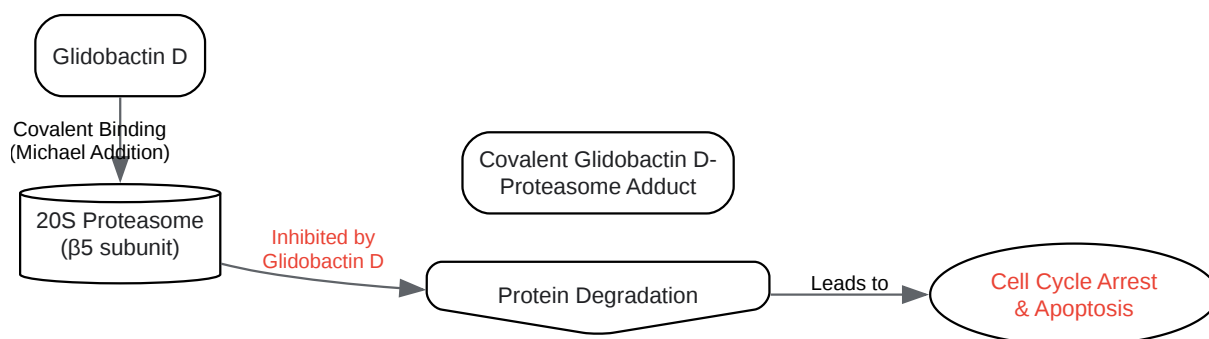 Glidobactin D
Covalent Binding
(Michael Addition)
20S Proteasome
(β5 subunit)
Inhibited by
Glidobactin D
Covalent Glidobactin D-
Proteasome Adduct
Protein Degradation
Leads to
Cell Cycle Arrest
& Apoptosis